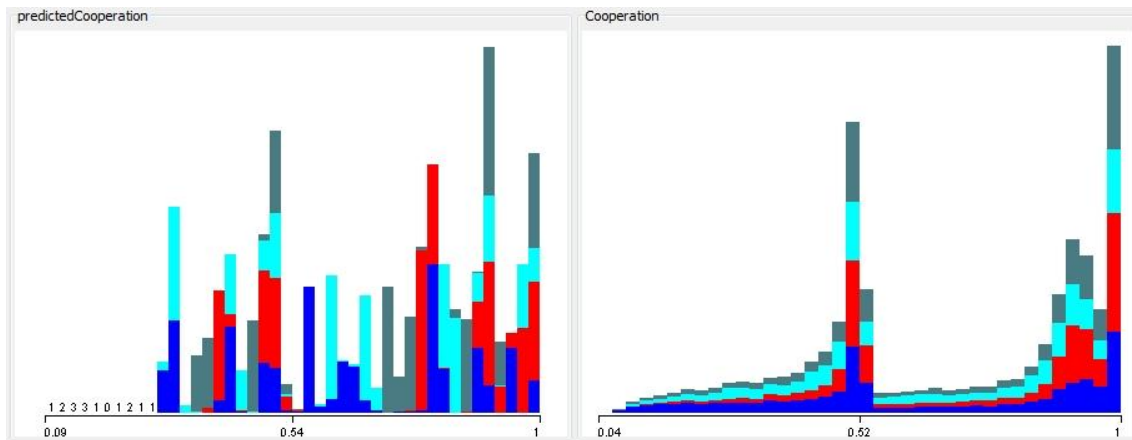 predictedCooperation
1 2 3 3 1 0 1 2 1 1
0.09 0.54 1
Cooperation
0.04 0.52 1